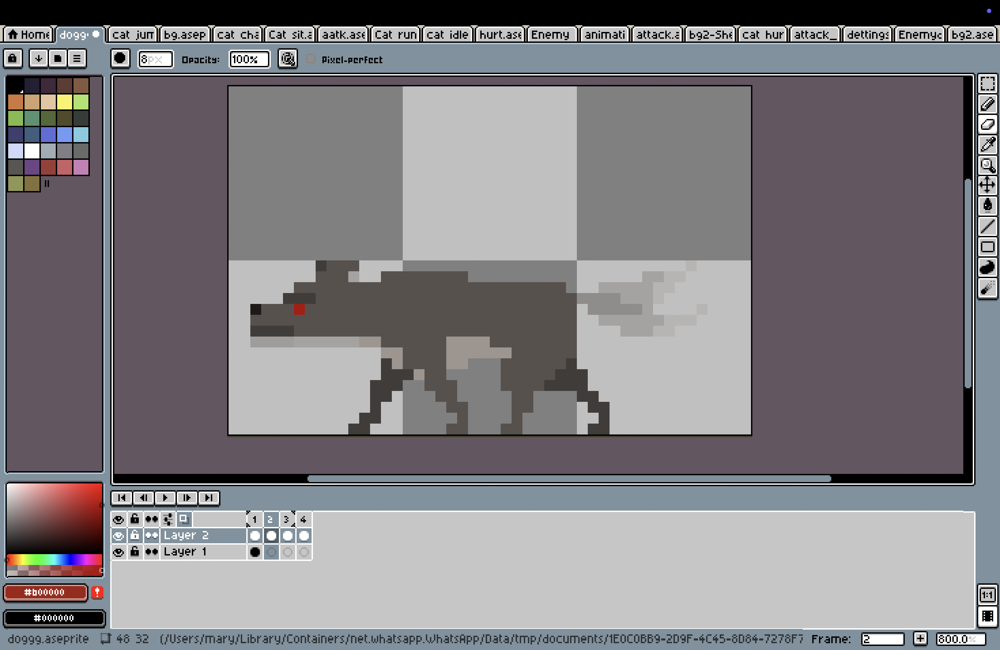 Home dogg cat jum bg.asep cat cha Cat sit.a aatk.ase Cat run cat idle hurt.ase Enemy animati attack.a bg2-She cat hur attack_ dettings Enemyc bg2.ase
8px Opacity: 100% Pixel-perfect
1 2 3 4
Layer 2
Layer 1
#b00000 !
1:1
#000000
doggg.aseprite 48 32 (/Users/mary/Library/Containers/net.whatsapp.WhatsApp/Data/tmp/documents/1E0C0BB9-2D9F-4C45-8D84-7278F7 Frame: 2 + 800.0%